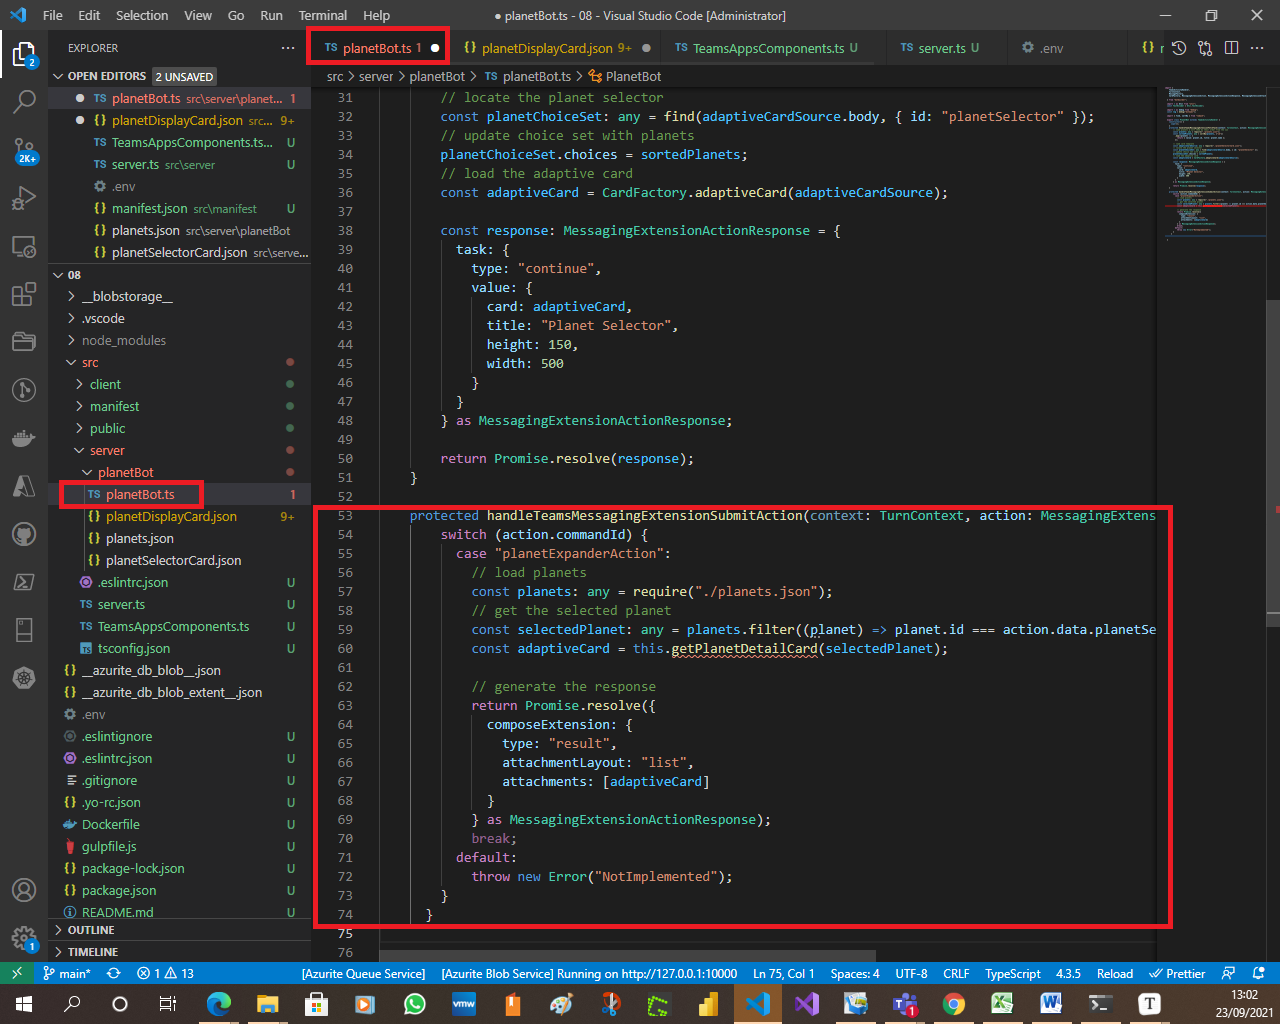 File Edit Selection View Go Run Terminal Help ● planetBot.ts - 08 - Visual Studio Code [Administrator]
EXPLORER ···
TS planetBot.ts 1 ●
{} planetDisplayCard.json 9+ ●
TS TeamsAppsComponents.ts U
TS server.ts U
.env
{}
src > server > planetBot > TS planetBot.ts > PlanetBot
OPEN EDITORS 2 UNSAVED
● TS planetBot.ts src\server\planet... 1
● {} planetDisplayCard.json src... 9+
TS TeamsAppsComponents.ts... U
TS server.ts src\server U
.env
{} manifest.json src\manifest U
{} planets.json src\server\planetBot
{} planetSelectorCard.json src\serve...
08
> __blobstorage__
> .vscode
> node_modules
src
> client
> manifest
> public
server
planetBot
TS planetBot.ts 1
{} planetDisplayCard.json 9+
{} planets.json
{} planetSelectorCard.json
.eslintrc.json U
TS server.ts U
TS TeamsAppsComponents.ts U
tsconfig.json U
{} __azurite_db_blob__.json
{} __azurite_db_blob_extent__.json
.env
.eslintignore U
.eslintrc.json U
.gitignore U
{} .yo-rc.json U
Dockerfile U
gulpfile.js U
{} package-lock.json U
{} package.json U
README.md U
> OUTLINE
> TIMELINE
2
2K+
1
31 // locate the planet selector
32 const planetChoiceSet: any = find(adaptiveCardSource.body, { id: "planetSelector" });
33 // update choice set with planets
34 planetChoiceSet.choices = sortedPlanets;
35 // load the adaptive card
36 const adaptiveCard = CardFactory.adaptiveCard(adaptiveCardSource);
37
38 const response: MessagingExtensionActionResponse = {
39 task: {
40 type: "continue",
41 value: {
42 card: adaptiveCard,
43 title: "Planet Selector",
44 height: 150,
45 width: 500
46 }
47 }
48 } as MessagingExtensionActionResponse;
49
50 return Promise.resolve(response);
51 }
52
53 protected handleTeamsMessagingExtensionSubmitAction(context: TurnContext, action: MessagingExtens
54 switch (action.commandId) {
55 case "planetExpanderAction":
56 // load planets
57 const planets: any = require("./planets.json");
58 // get the selected planet
59 const selectedPlanet: any = planets.filter((planet) => planet.id === action.data.planetSe
60 const adaptiveCard = this.getPlanetDetailCard(selectedPlanet);
61
62 // generate the response
63 return Promise.resolve({
64 composeExtension: {
65 type: "result",
66 attachmentLayout: "list",
67 attachments: [adaptiveCard]
68 }
69 } as MessagingExtensionActionResponse);
70 break;
71 default:
72 throw new Error("NotImplemented");
73 }
74 }
75
76
main* 1 13 [Azurite Queue Service] [Azurite Blob Service] Running on http://127.0.0.1:10000 Ln 75, Col 1 Spaces: 4 UTF-8 CRLF TypeScript 4.3.5 Reload Prettier
vmw
1
T
13:02
23/09/2021